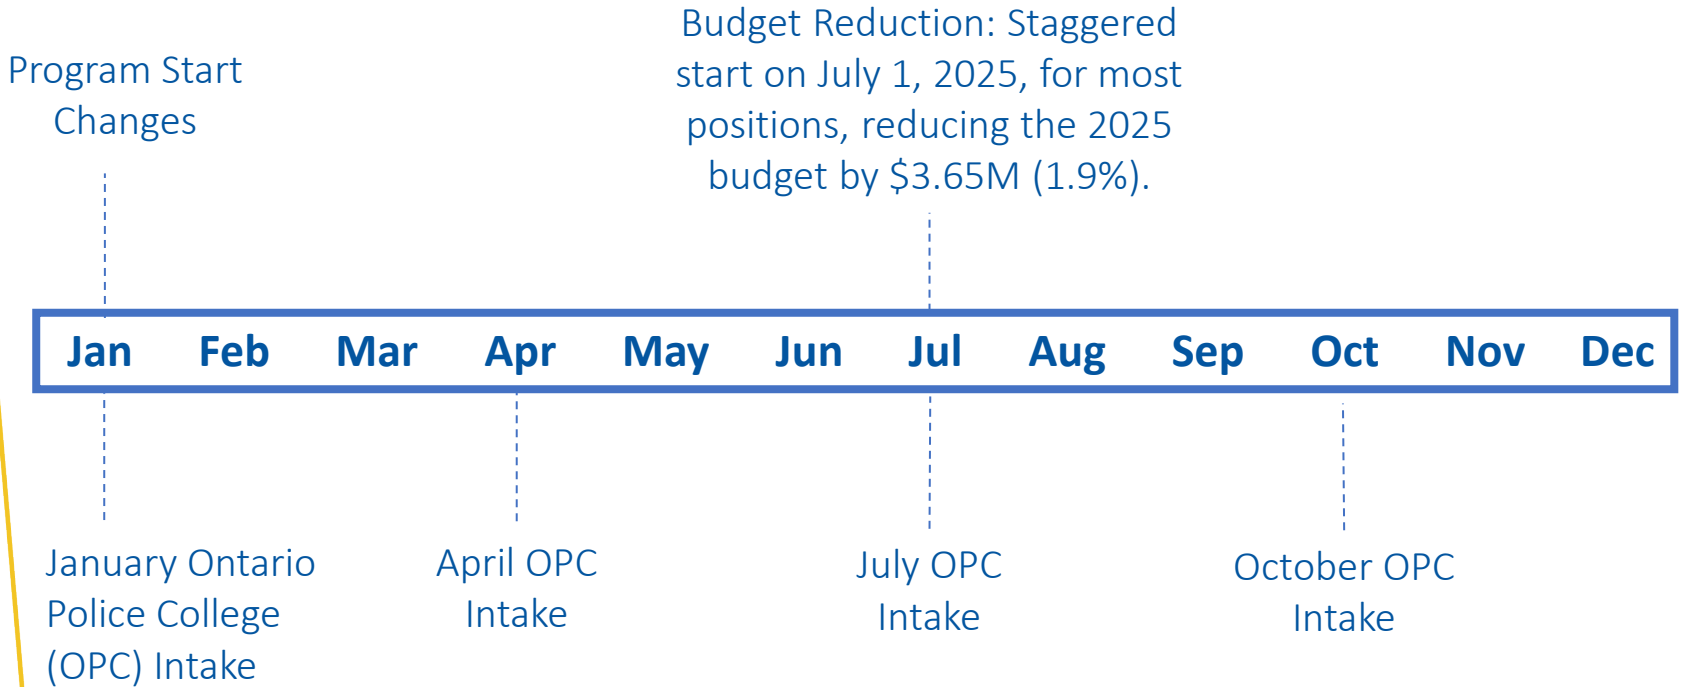 Program Start
Changes
Budget Reduction: Staggered
start on July 1, 2025, for most
positions, reducing the 2025
budget by $3.65M (1.9%).
Jan Feb Mar Apr May Jun Jul Aug Sep Oct Nov Dec
January Ontario
Police College
(OPC) Intake
April OPC
Intake
July OPC
Intake
October OPC
Intake